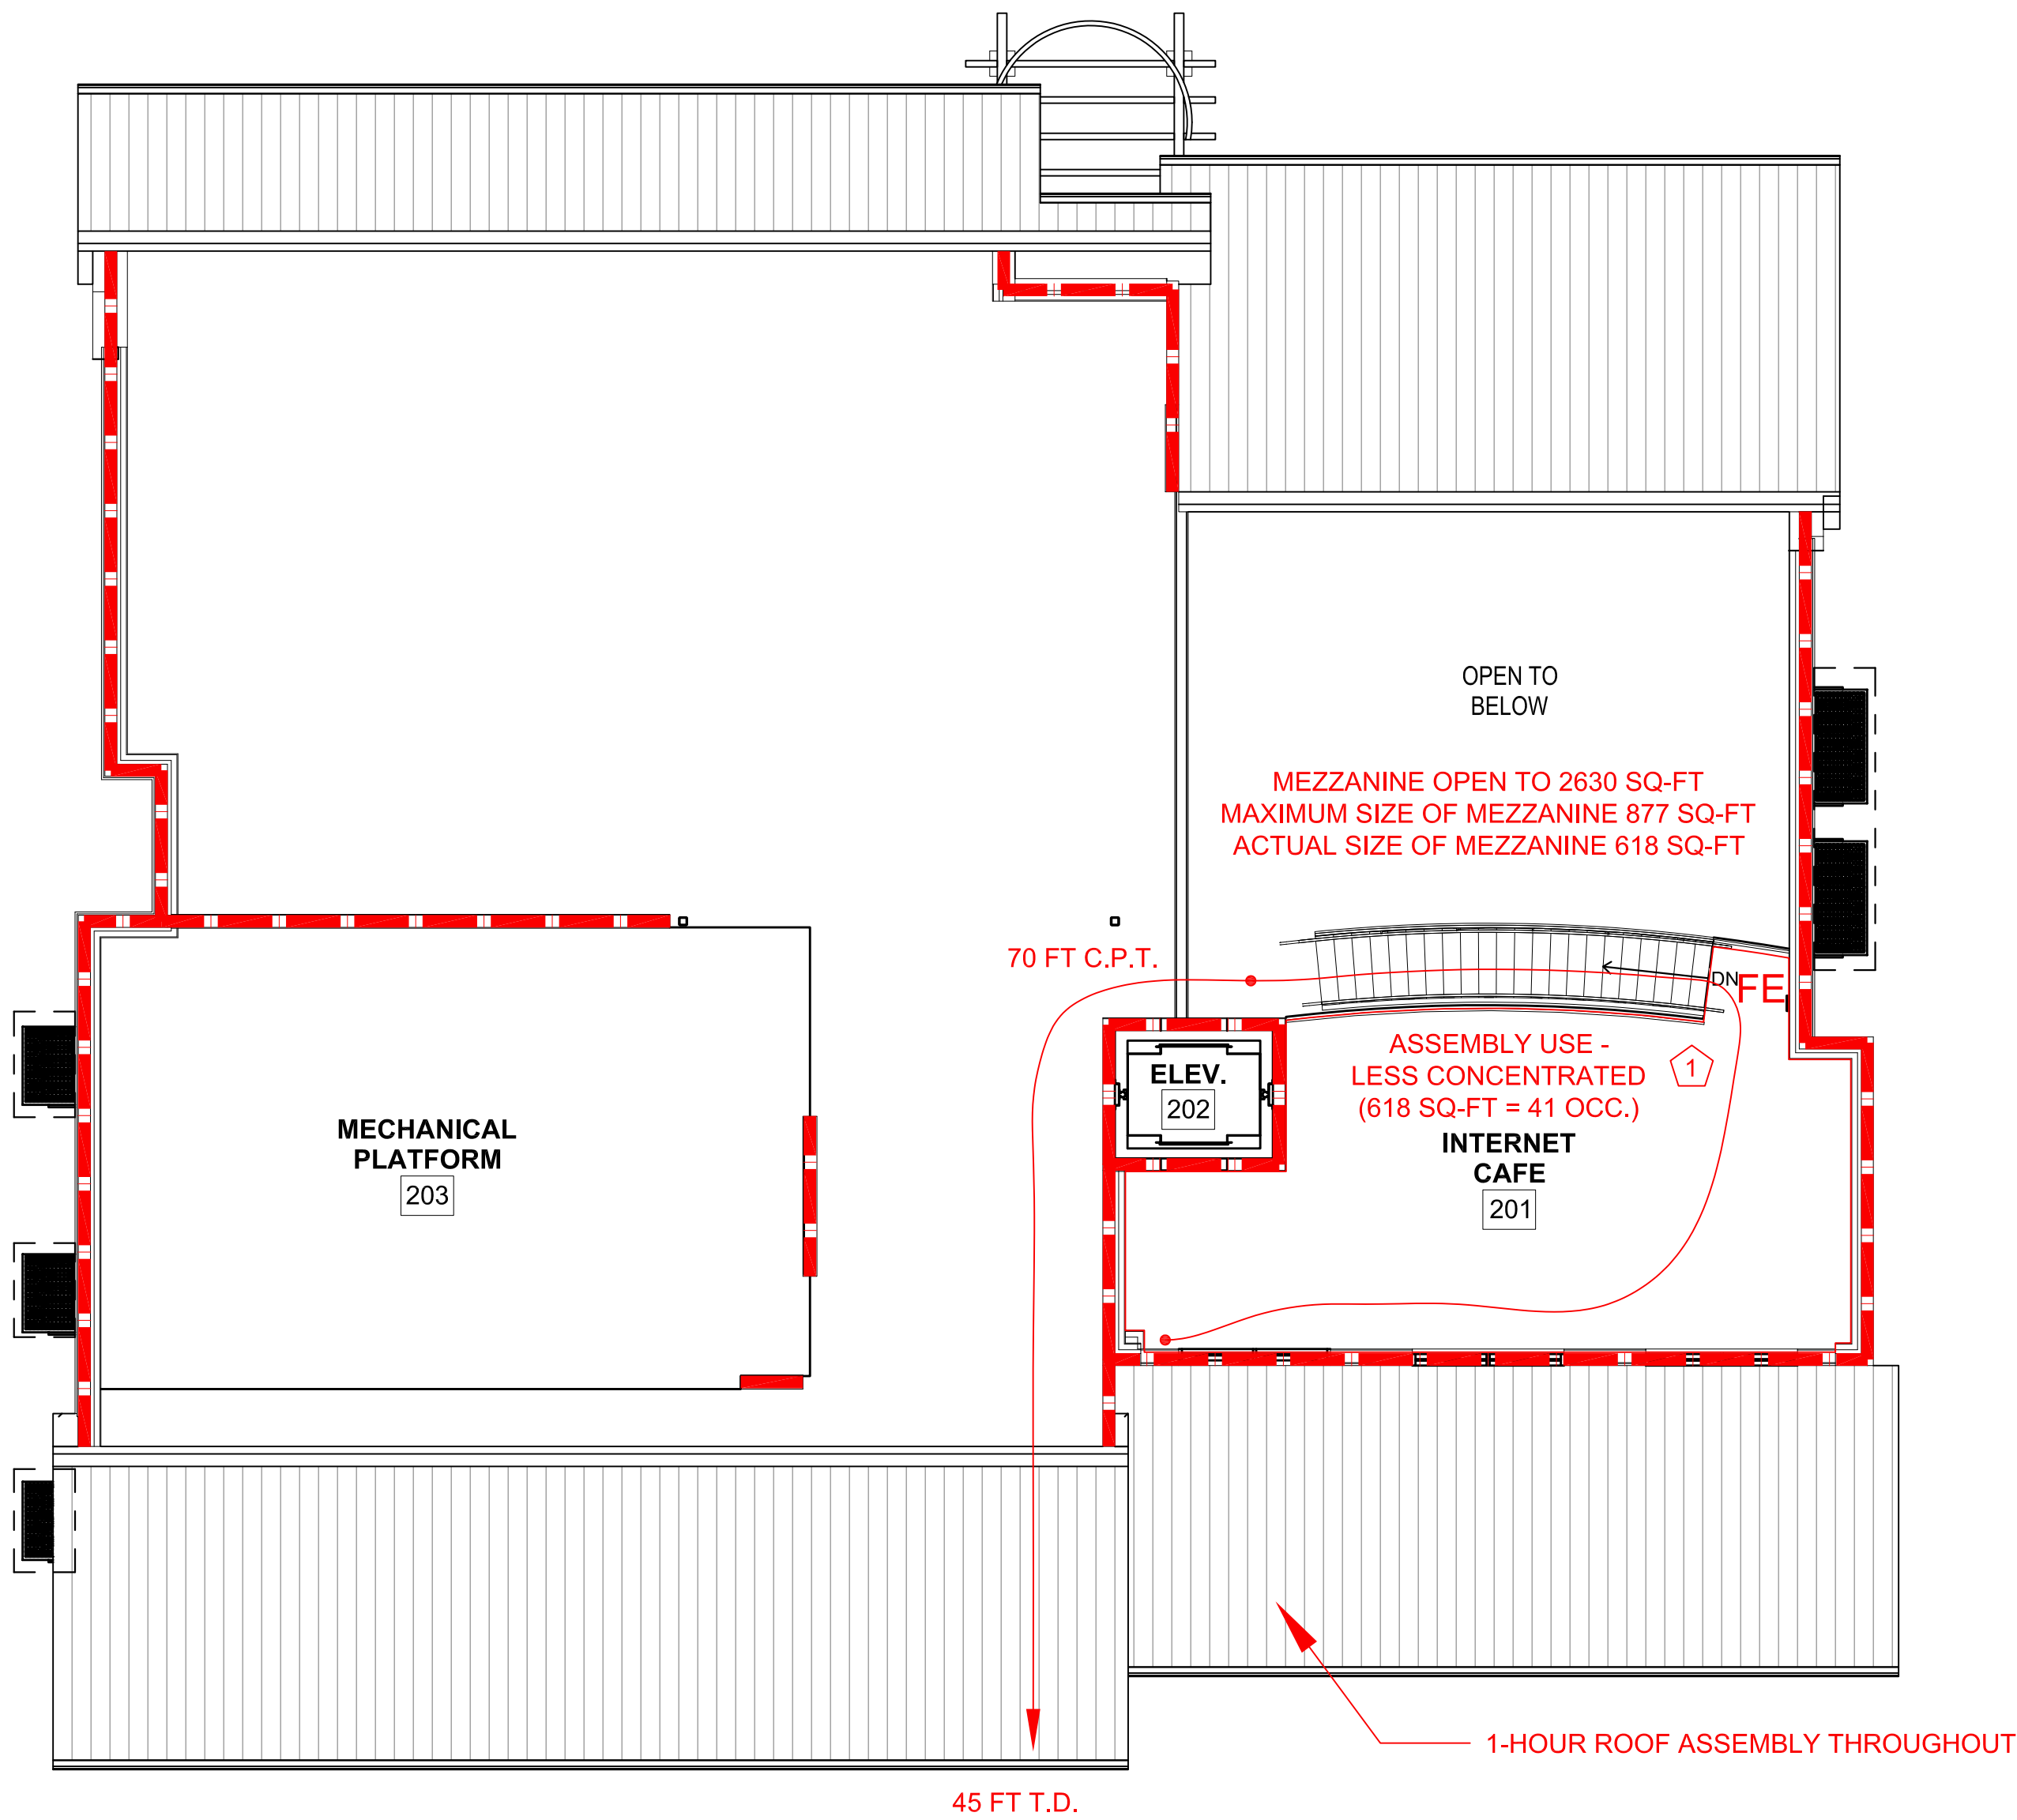 OPEN TO
BELOW
MEZZANINE OPEN TO 2630 SQ-FT
MAXIMUM SIZE OF MEZZANINE 877 SQ-FT
ACTUAL SIZE OF MEZZANINE 618 SQ-FT
70 FT C.P.T.
DN
FE
ASSEMBLY USE -
LESS CONCENTRATED
(618 SQ-FT = 41 OCC.)
1
ELEV.
202
INTERNET
CAFE
201
MECHANICAL
PLATFORM
203
1-HOUR ROOF ASSEMBLY THROUGHOUT
45 FT T.D.